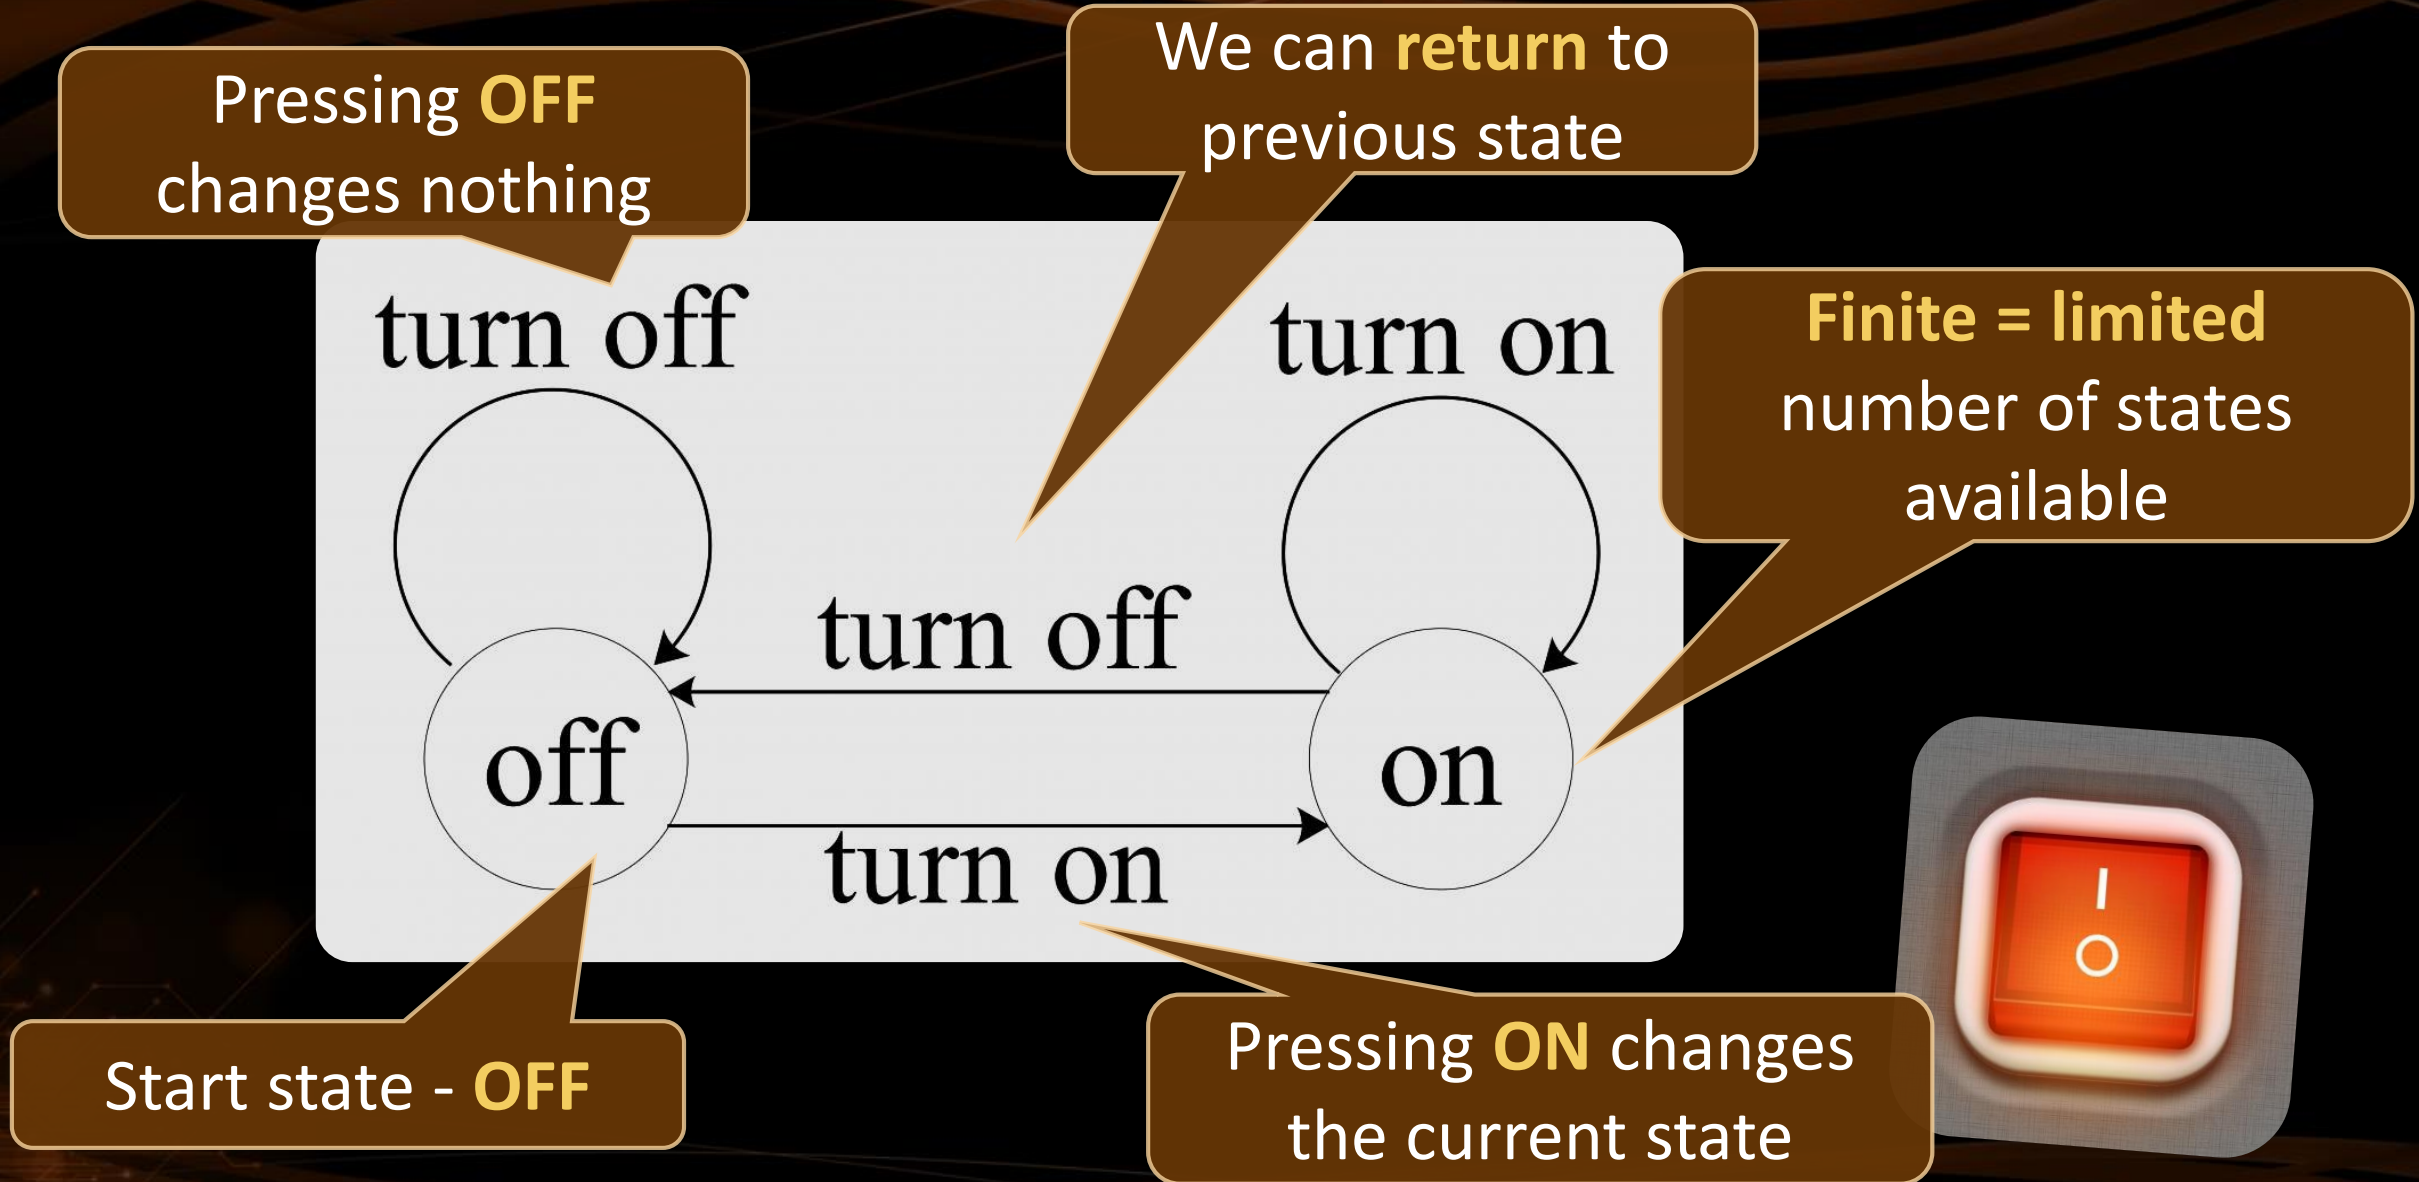 We can return to
previous state
Pressing OFF
changes nothing
Finite = limited
number of states
available
turn off
turn on
turn off
off
on
turn on
Start state - OFF
Pressing ON changes
the current state
I
O